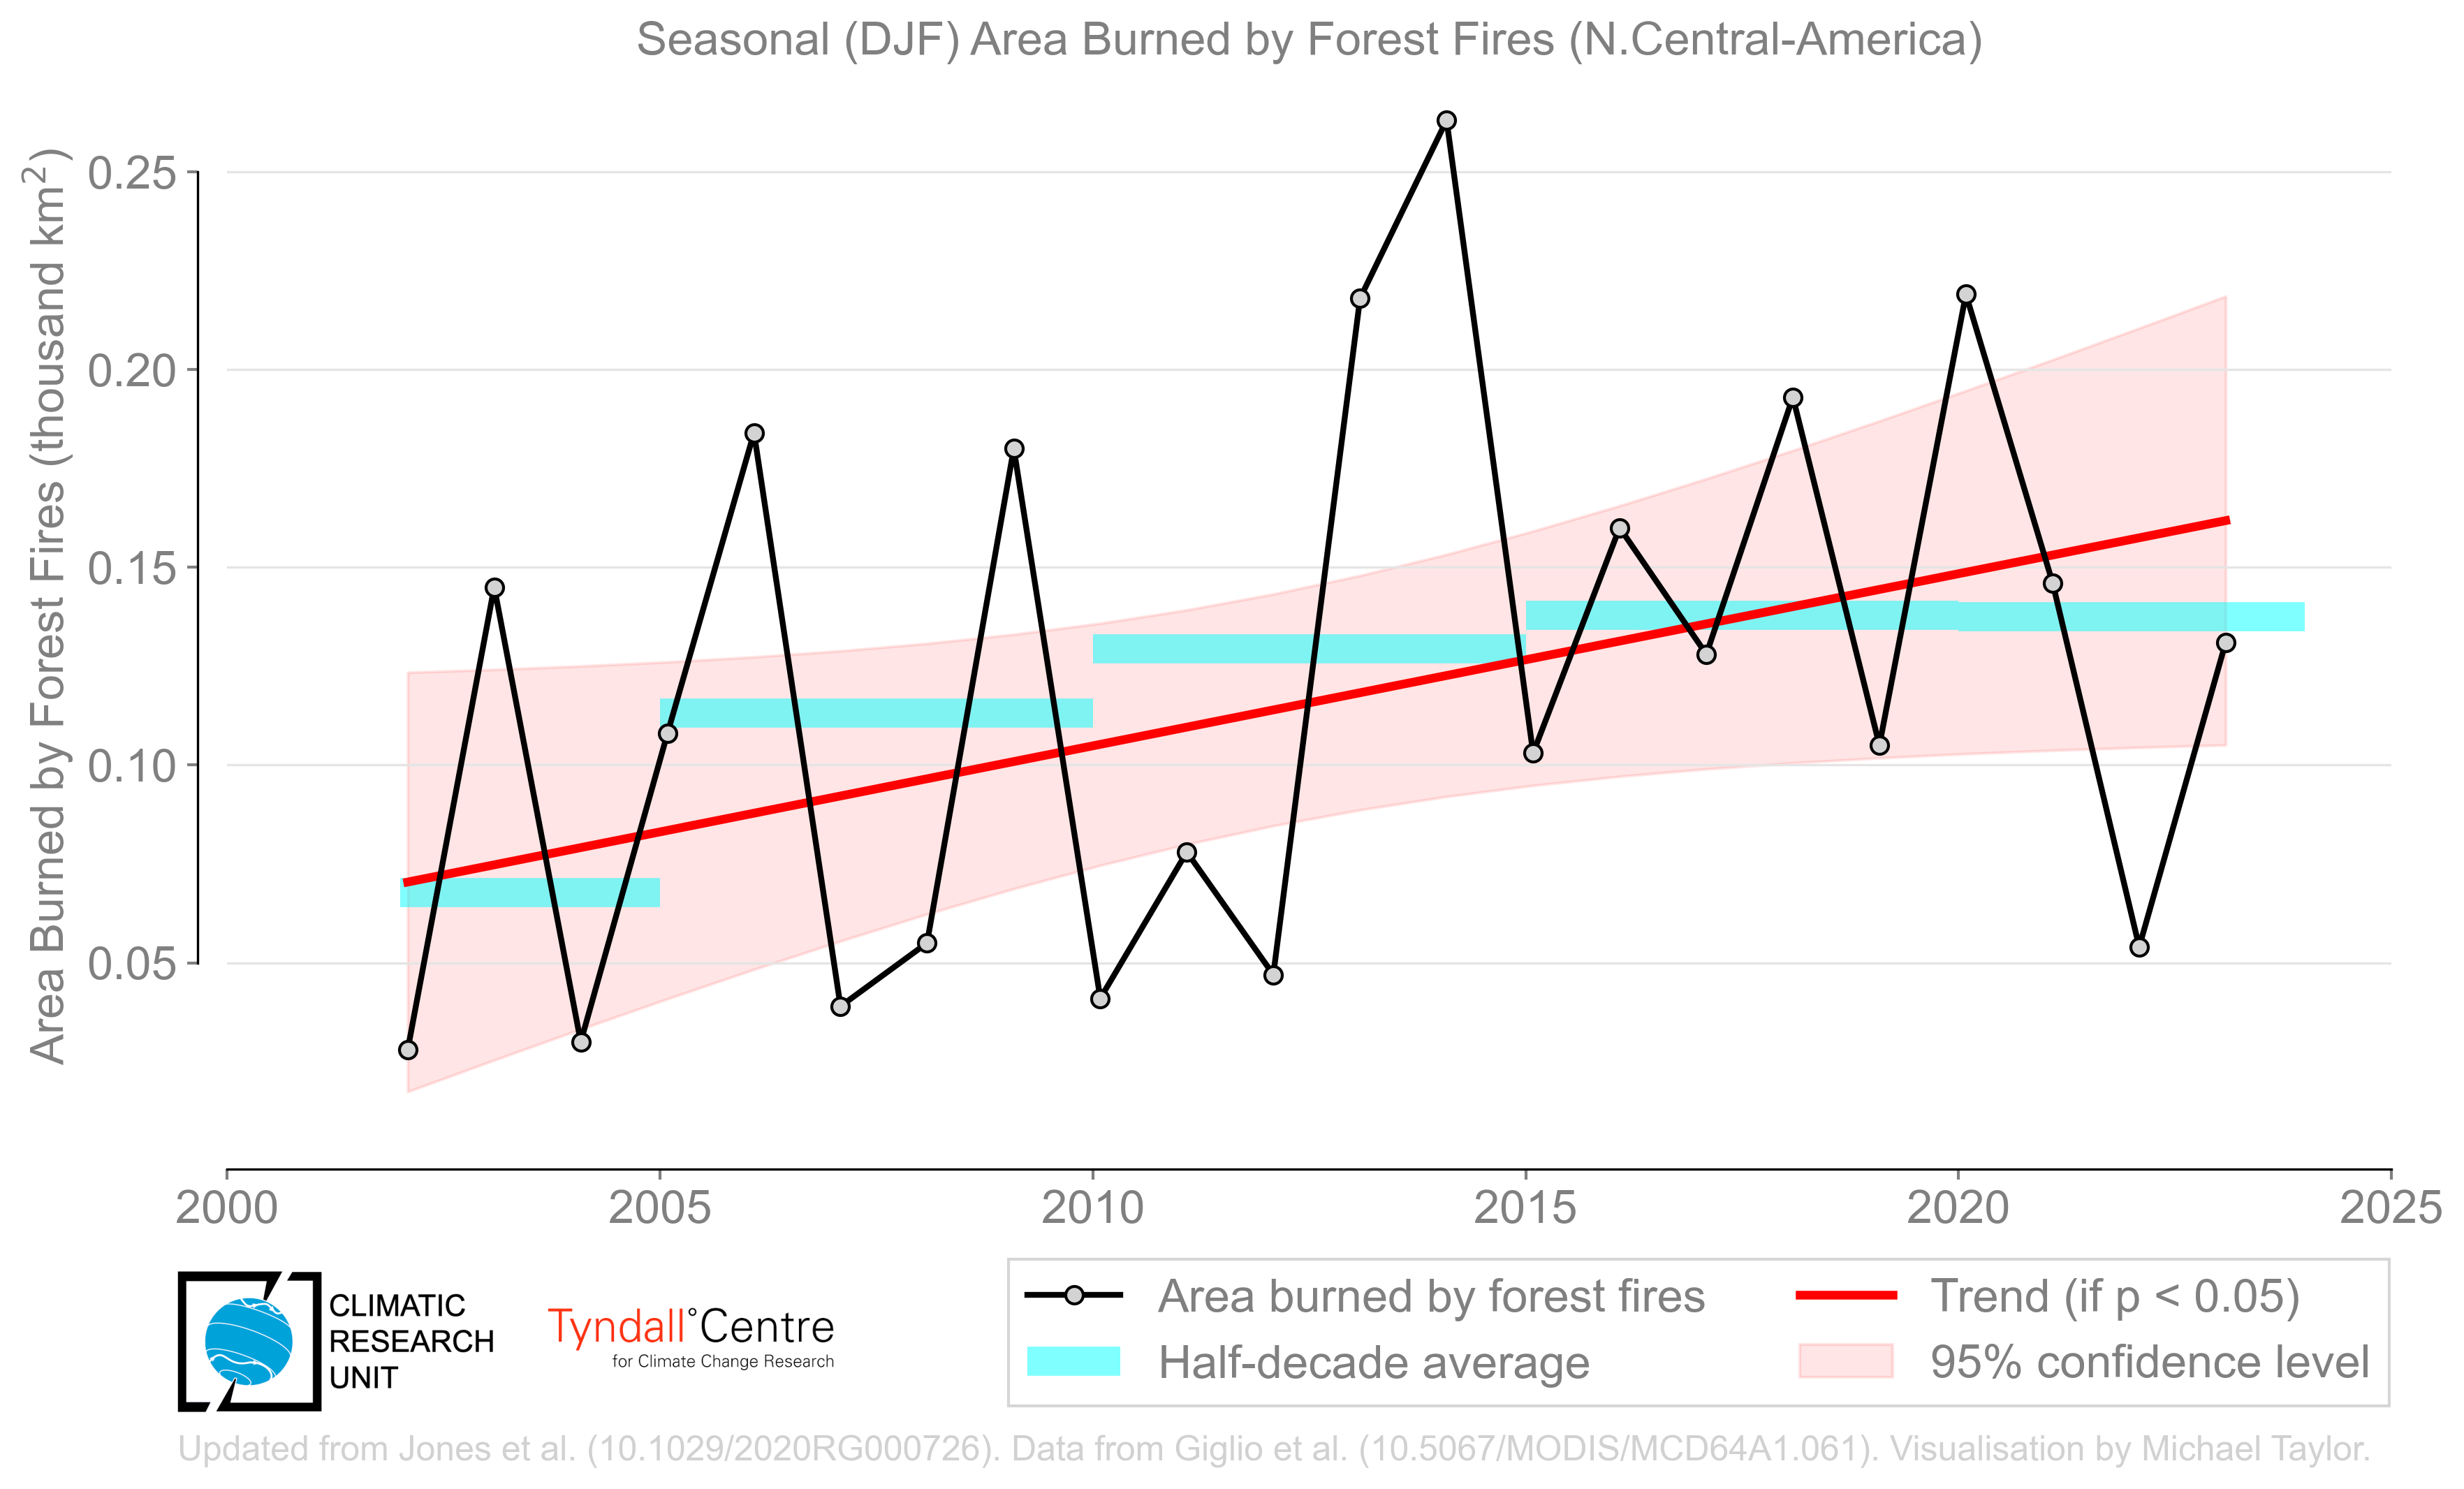 Seasonal (DJF) Area Burned by Forest Fires (N.Central-America)
Area Burned by Forest Fires (thousand km²)
0.25
0.20
0.15
0.10
0.05
2000 2005 2010 2015 2020 2025
CLIMATIC
RESEARCH
UNIT
Tyndall°Centre
for Climate Change Research
Area burned by forest fires
Half-decade average
Trend (if p < 0.05)
95% confidence level
Updated from Jones et al. (10.1029/2020RG000726). Data from Giglio et al. (10.5067/MODIS/MCD64A1.061). Visualisation by Michael Taylor.